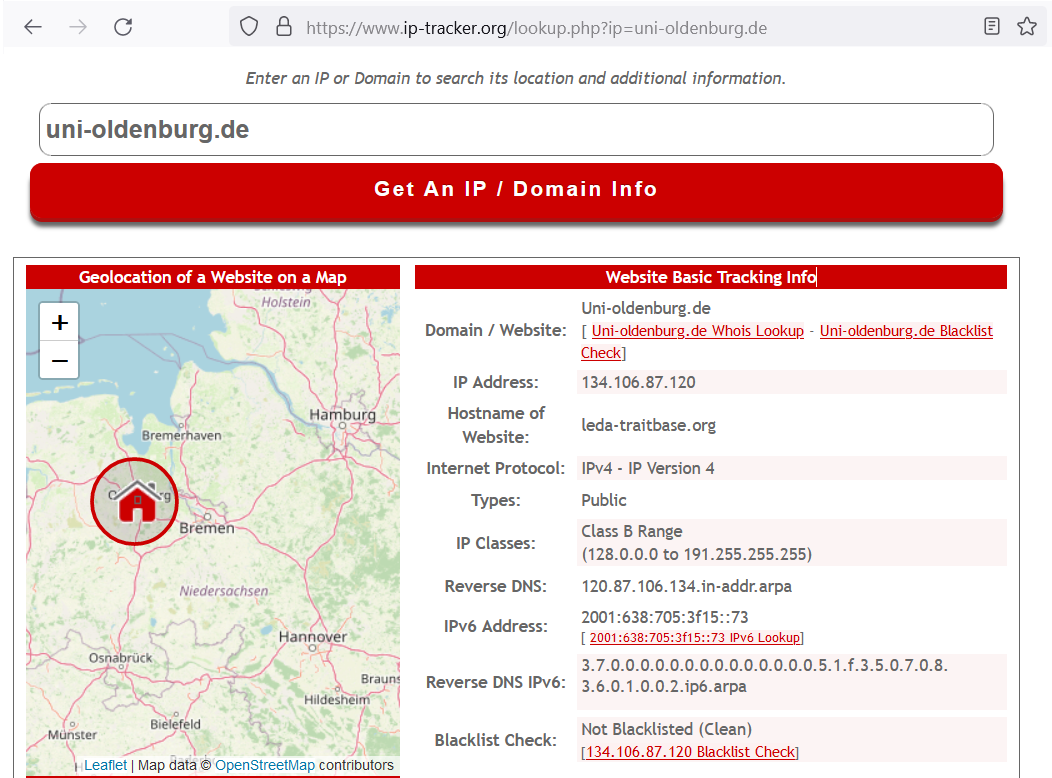 https://www.ip-tracker.org/lookup.php?ip=uni-oldenburg.de
Enter an IP or Domain to search its location and additional information.
uni-oldenburg.de
Get An IP / Domain Info
Geolocation of a Website on a Map
+
−
Holstein
Hamburg
Bremerhaven
Bremen
Niedersachsen
Hannover
Osnabrück
Brauns
Hildesheim
Bielefeld
Münster
Leaflet | Map data © OpenStreetMap contributors
Website Basic Tracking Info
Domain / Website:
Uni-oldenburg.de
[ Uni-oldenburg.de Whois Lookup - Uni-oldenburg.de Blacklist
Check]
IP Address:
134.106.87.120
Hostname of
Website:
leda-traitbase.org
Internet Protocol:
IPv4 - IP Version 4
Types:
Public
IP Classes:
Class B Range
(128.0.0.0 to 191.255.255.255)
Reverse DNS:
120.87.106.134.in-addr.arpa
IPv6 Address:
2001:638:705:3f15::73
[ 2001:638:705:3f15::73 IPv6 Lookup]
Reverse DNS IPv6:
3.7.0.0.0.0.0.0.0.0.0.0.0.0.0.0.5.1.f.3.5.0.7.0.8.
3.6.0.1.0.0.2.ip6.arpa
Blacklist Check:
Not Blacklisted (Clean)
[134.106.87.120 Blacklist Check]